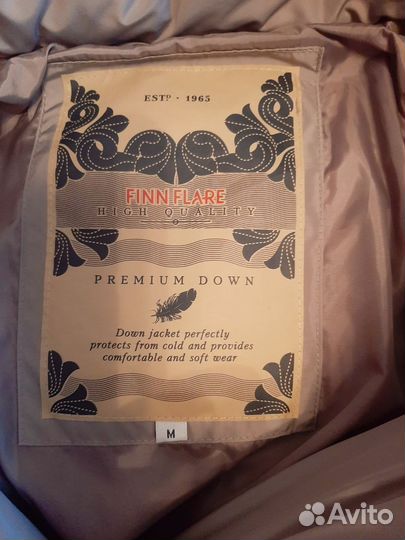 ESTD · 1965
FINN FLARE
HIGH QUALITY
PREMIUM DOWN
Down jacket perfectly
protects from cold and provides
comfortable and soft wear
M
Avito